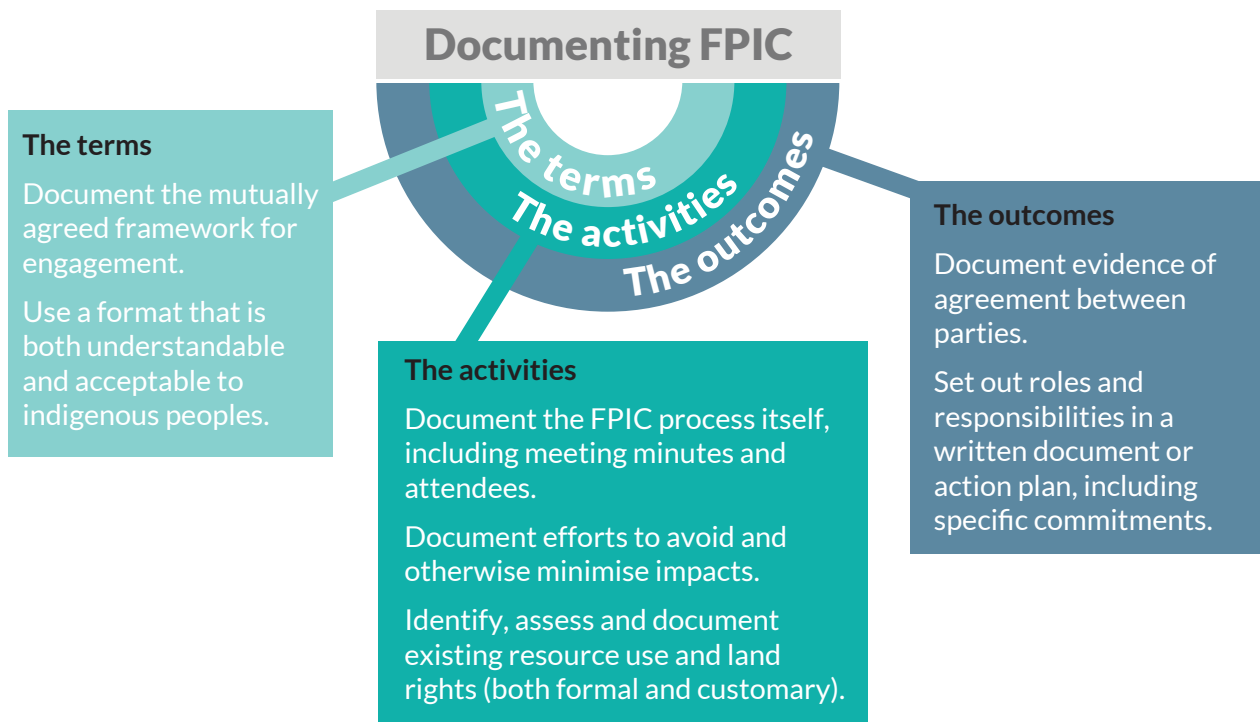 Documenting FPIC
The terms
The activities
The outcomes
The terms
Document the mutually
agreed framework for
engagement.
Use a format that is
both understandable
and acceptable to
indigenous peoples.
The activities
Document the FPIC process itself,
including meeting minutes and
attendees.
Document efforts to avoid and
otherwise minimise impacts.
Identify, assess and document
existing resource use and land
rights (both formal and customary).
The outcomes
Document evidence of
agreement between
parties.
Set out roles and
responsibilities in a
written document or
action plan, including
specific commitments.